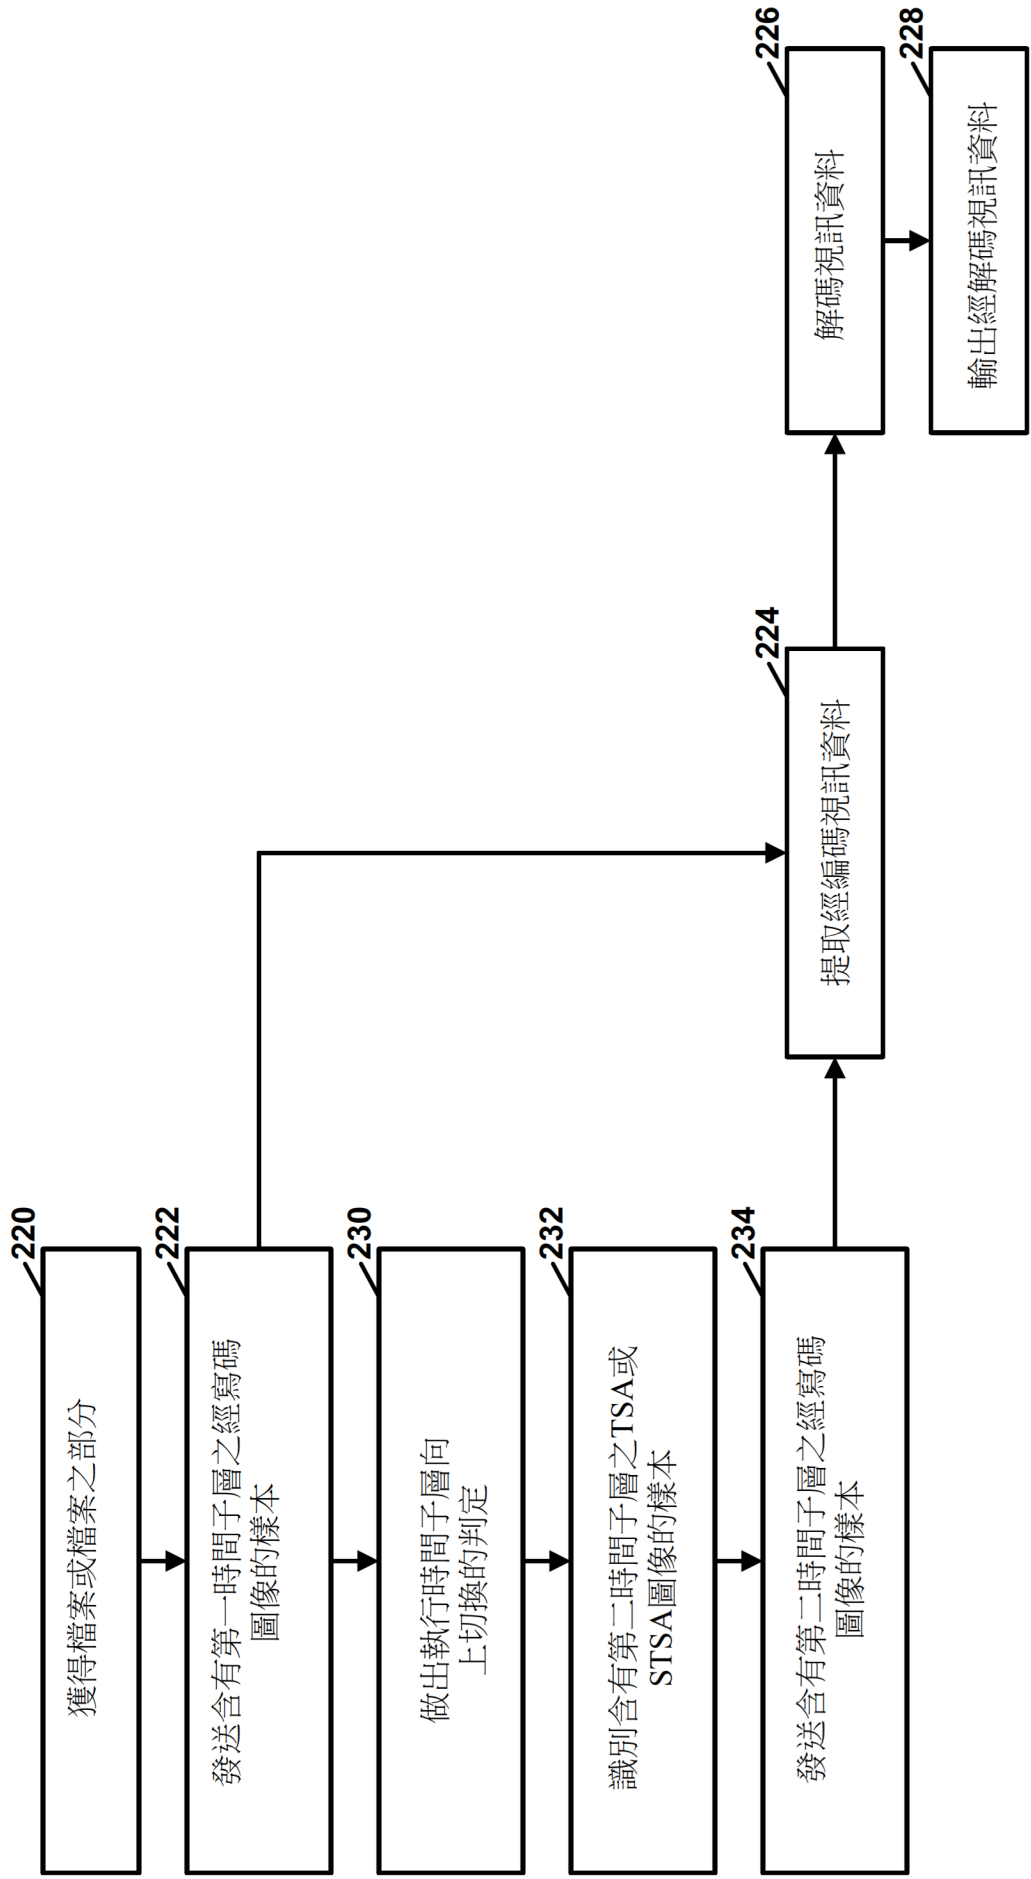 220
獲得檔案或檔案之部分
222
發送含有第一時間子層之經寫碼
圖像的樣本
230
做出執行時間子層向
上切換的判定
232
識別含有第二時間子層之TSA或
STSA圖像的樣本
234
發送含有第二時間子層之經寫碼
圖像的樣本
224
提取經編碼視訊資料
226
解碼視訊資料
228
輸出經解碼視訊資料